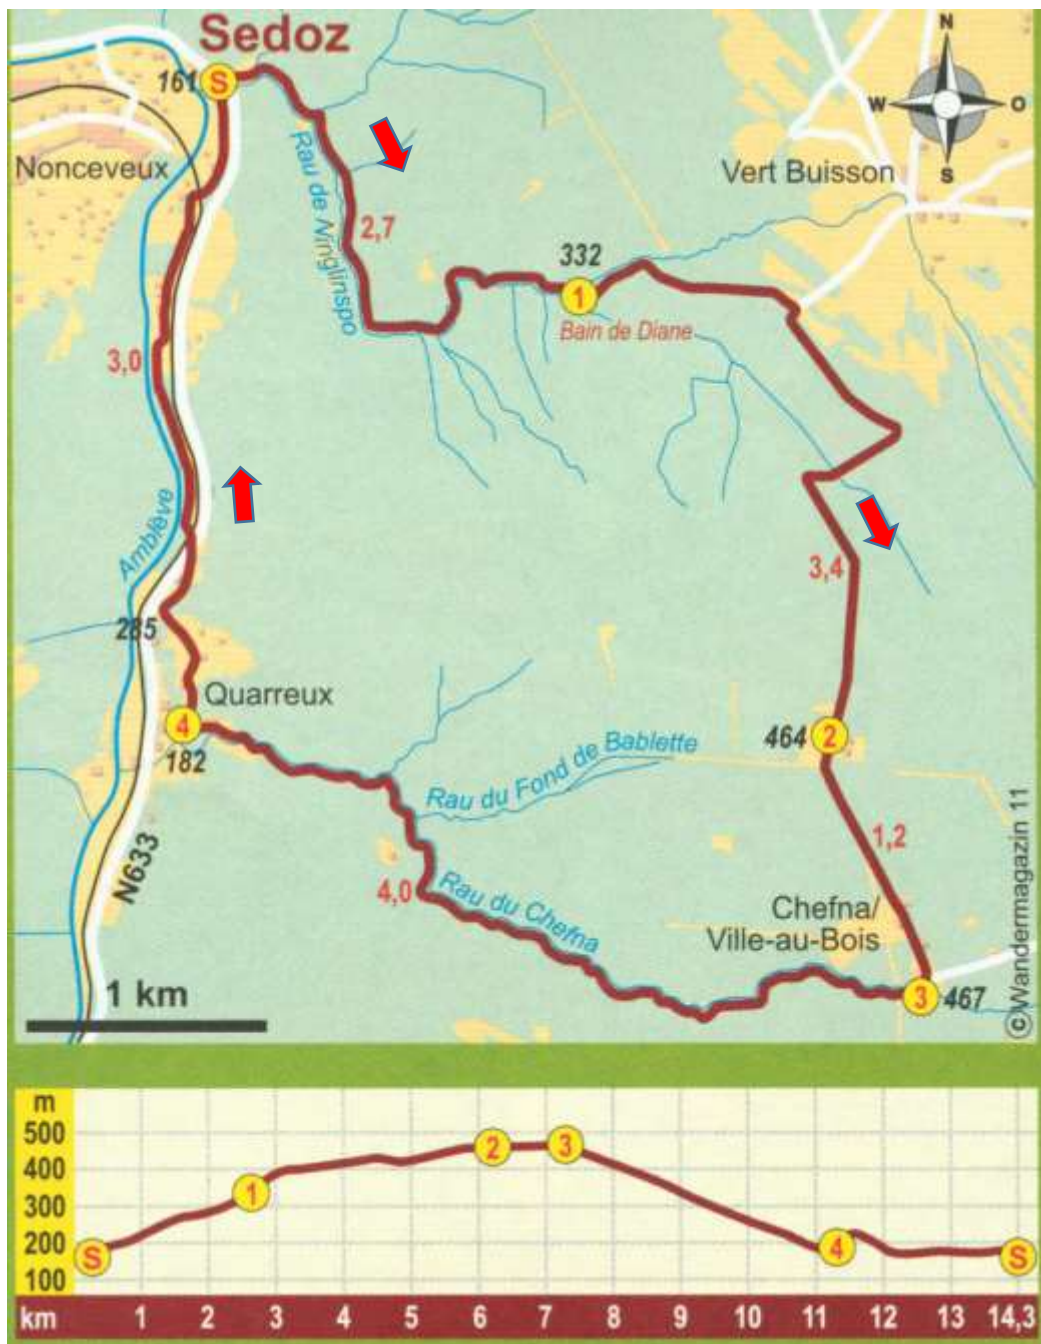 Sedoz
N
161
S
W
O
S
Nonceveux
Rau de Ninglinspo
Vert Buisson
2,7
332
1
Bain de Diane
3,0
Amblève
3,4
285
Quarreux
4
182
464
2
Rau du Fond de Bablette
N633
1,2
4,0
Rau du Chefna
Chefna/
Ville-au-Bois
1 km
3
467
©Wandermagazin 11
m
500
400
300
200
100
S
1
2
3
4
S
km 1 2 3 4 5 6 7 8 9 10 11 12 13 14,3